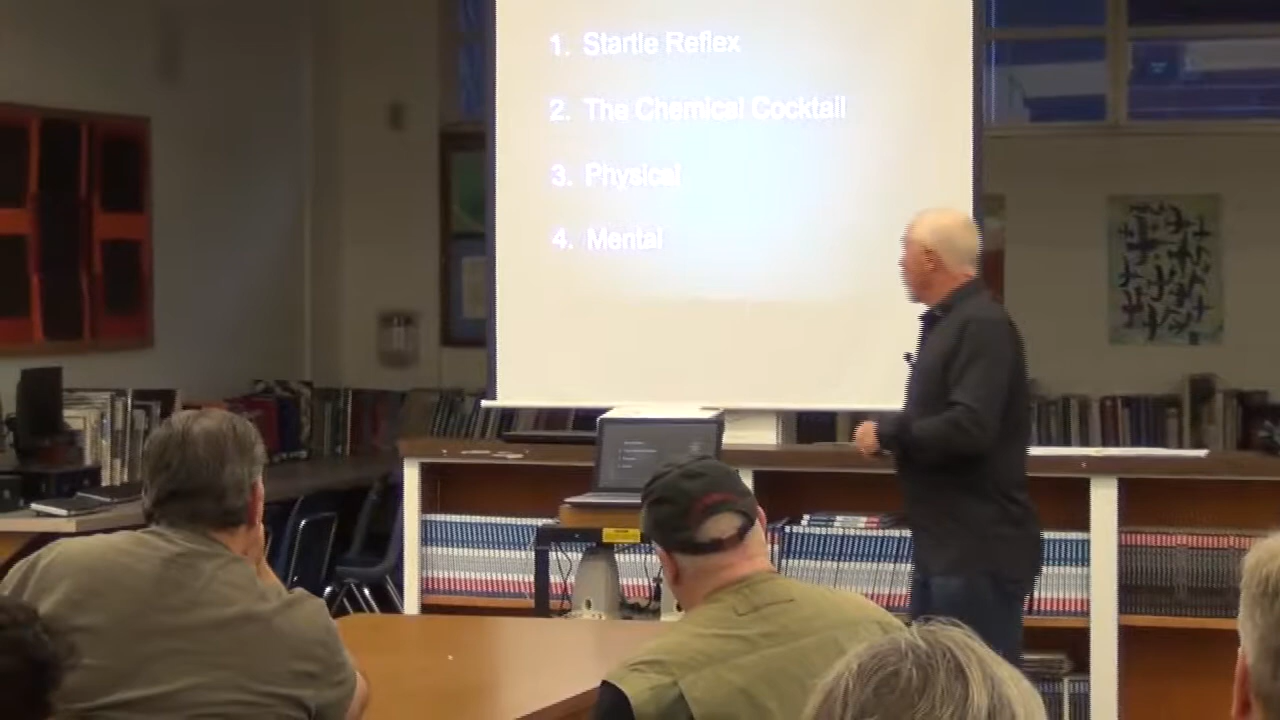 1. Startle Reflex
2. The Chemical Cocktail
3. Physical
4. Mental